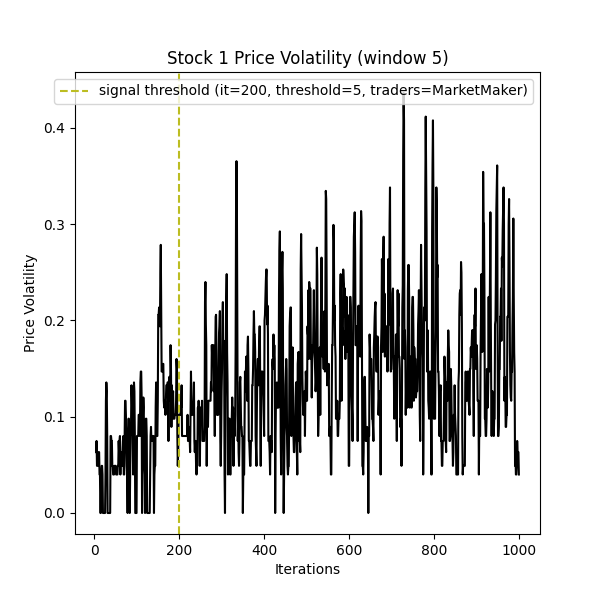 Stock 1 Price Volatility (window 5)
signal threshold (it=200, threshold=5, traders=MarketMaker)
Price Volatility
0.4
0.3
0.2
0.1
0.0
0
200
400
600
800
1000
Iterations